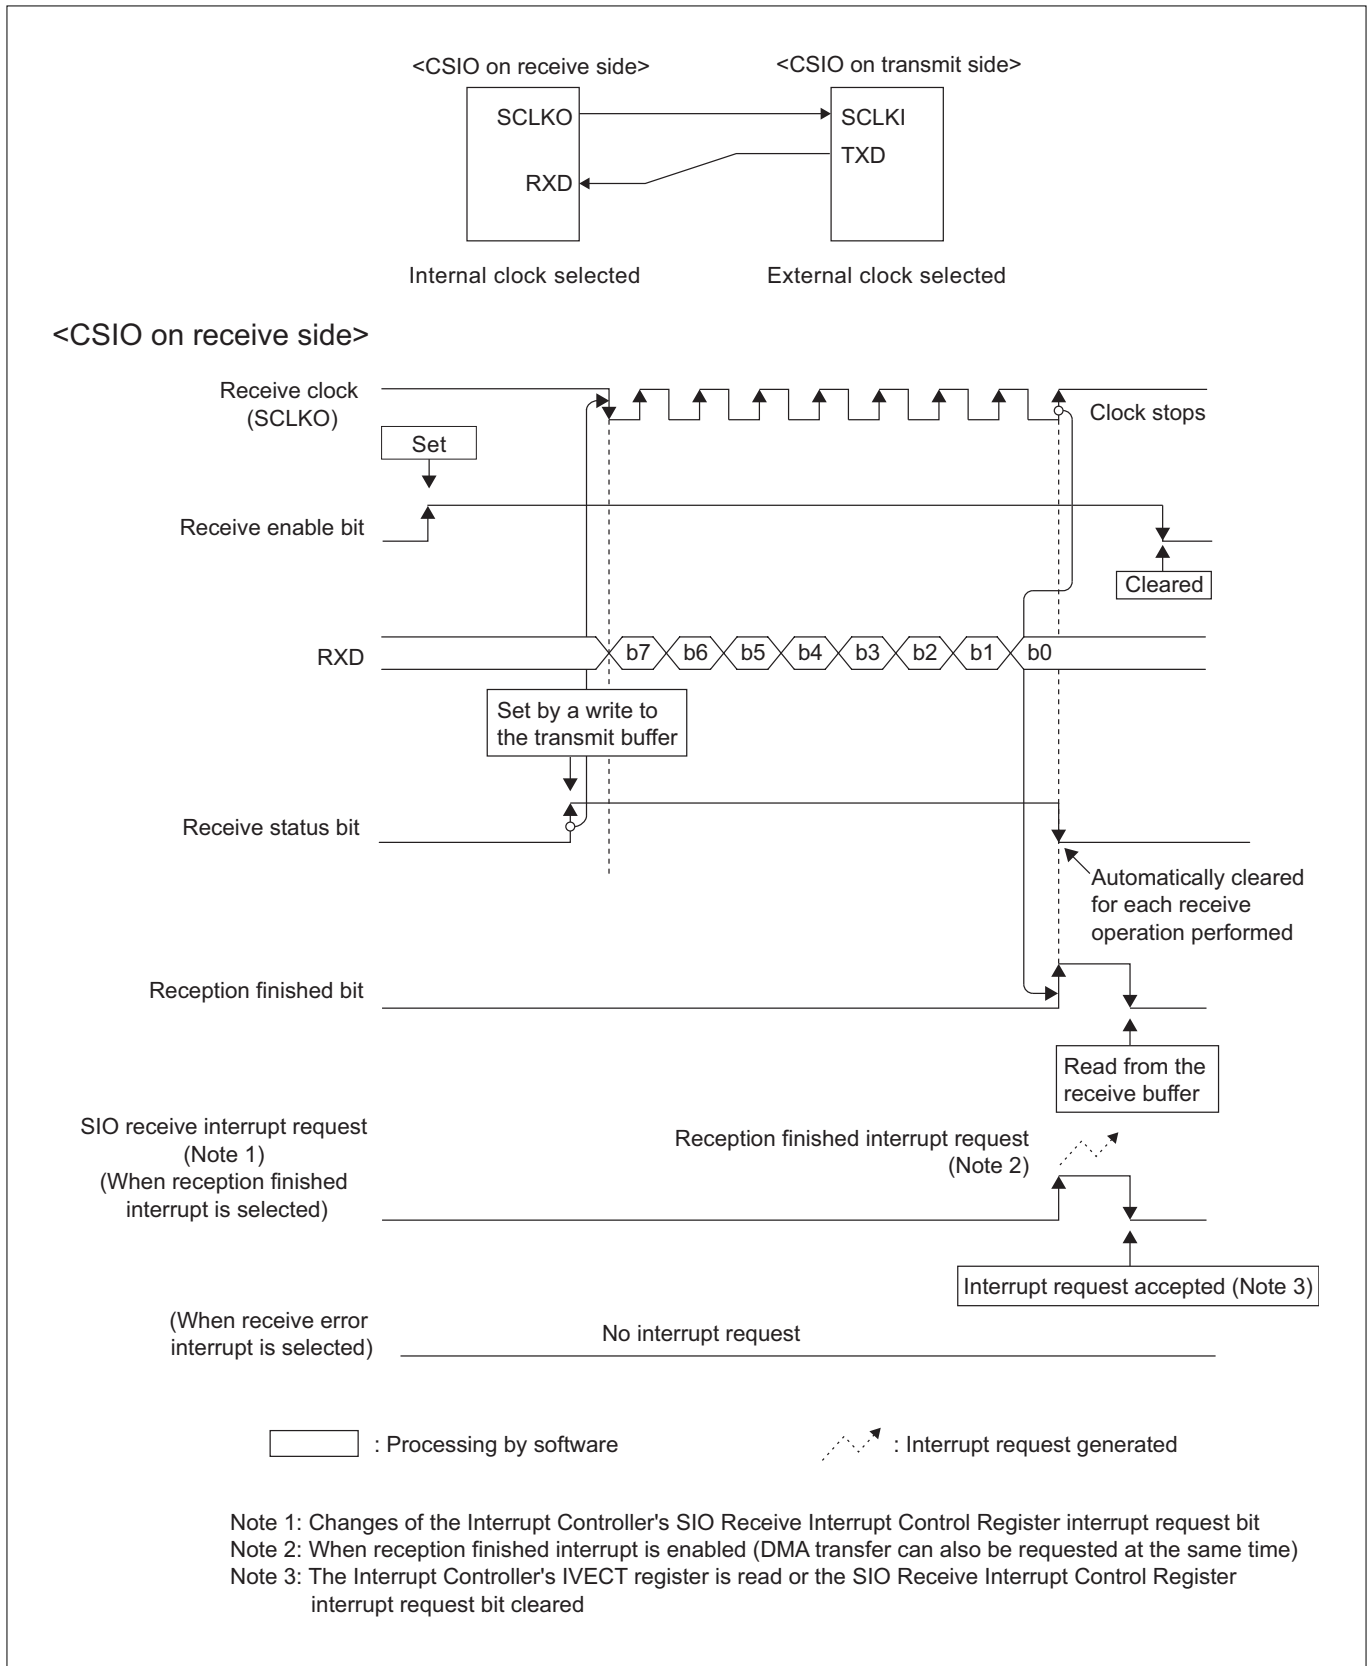 <CSIO on receive side>
<CSIO on transmit side>
SCLKO
SCLKI
TXD
RXD
Internal clock selected
External clock selected
<CSIO on receive side>
Receive clock
(SCLKO)
Clock stops
Set
Receive enable bit
Cleared
RXD
b7 b6 b5 b4 b3 b2 b1 b0
Set by a write to
the transmit buffer
Receive status bit
Automatically cleared
for each receive
operation performed
Reception finished bit
Read from the
receive buffer
SIO receive interrupt request
(Note 1)
(When reception finished
interrupt is selected)
Reception finished interrupt request
(Note 2)
Interrupt request accepted (Note 3)
(When receive error
interrupt is selected)
No interrupt request
: Processing by software
: Interrupt request generated
Note 1: Changes of the Interrupt Controller's SIO Receive Interrupt Control Register interrupt request bit
Note 2: When reception finished interrupt is enabled (DMA transfer can also be requested at the same time)
Note 3: The Interrupt Controller's IVECT register is read or the SIO Receive Interrupt Control Register
interrupt request bit cleared